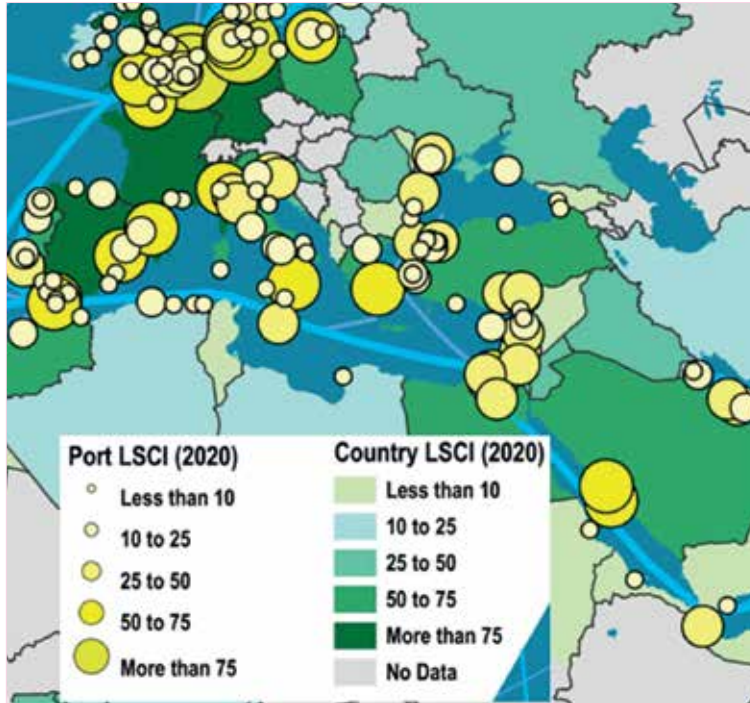 Port LSCI (2020)
Less than 10
10 to 25
25 to 50
50 to 75
More than 75
Country LSCI (2020)
Less than 10
10 to 25
25 to 50
50 to 75
More than 75
No Data